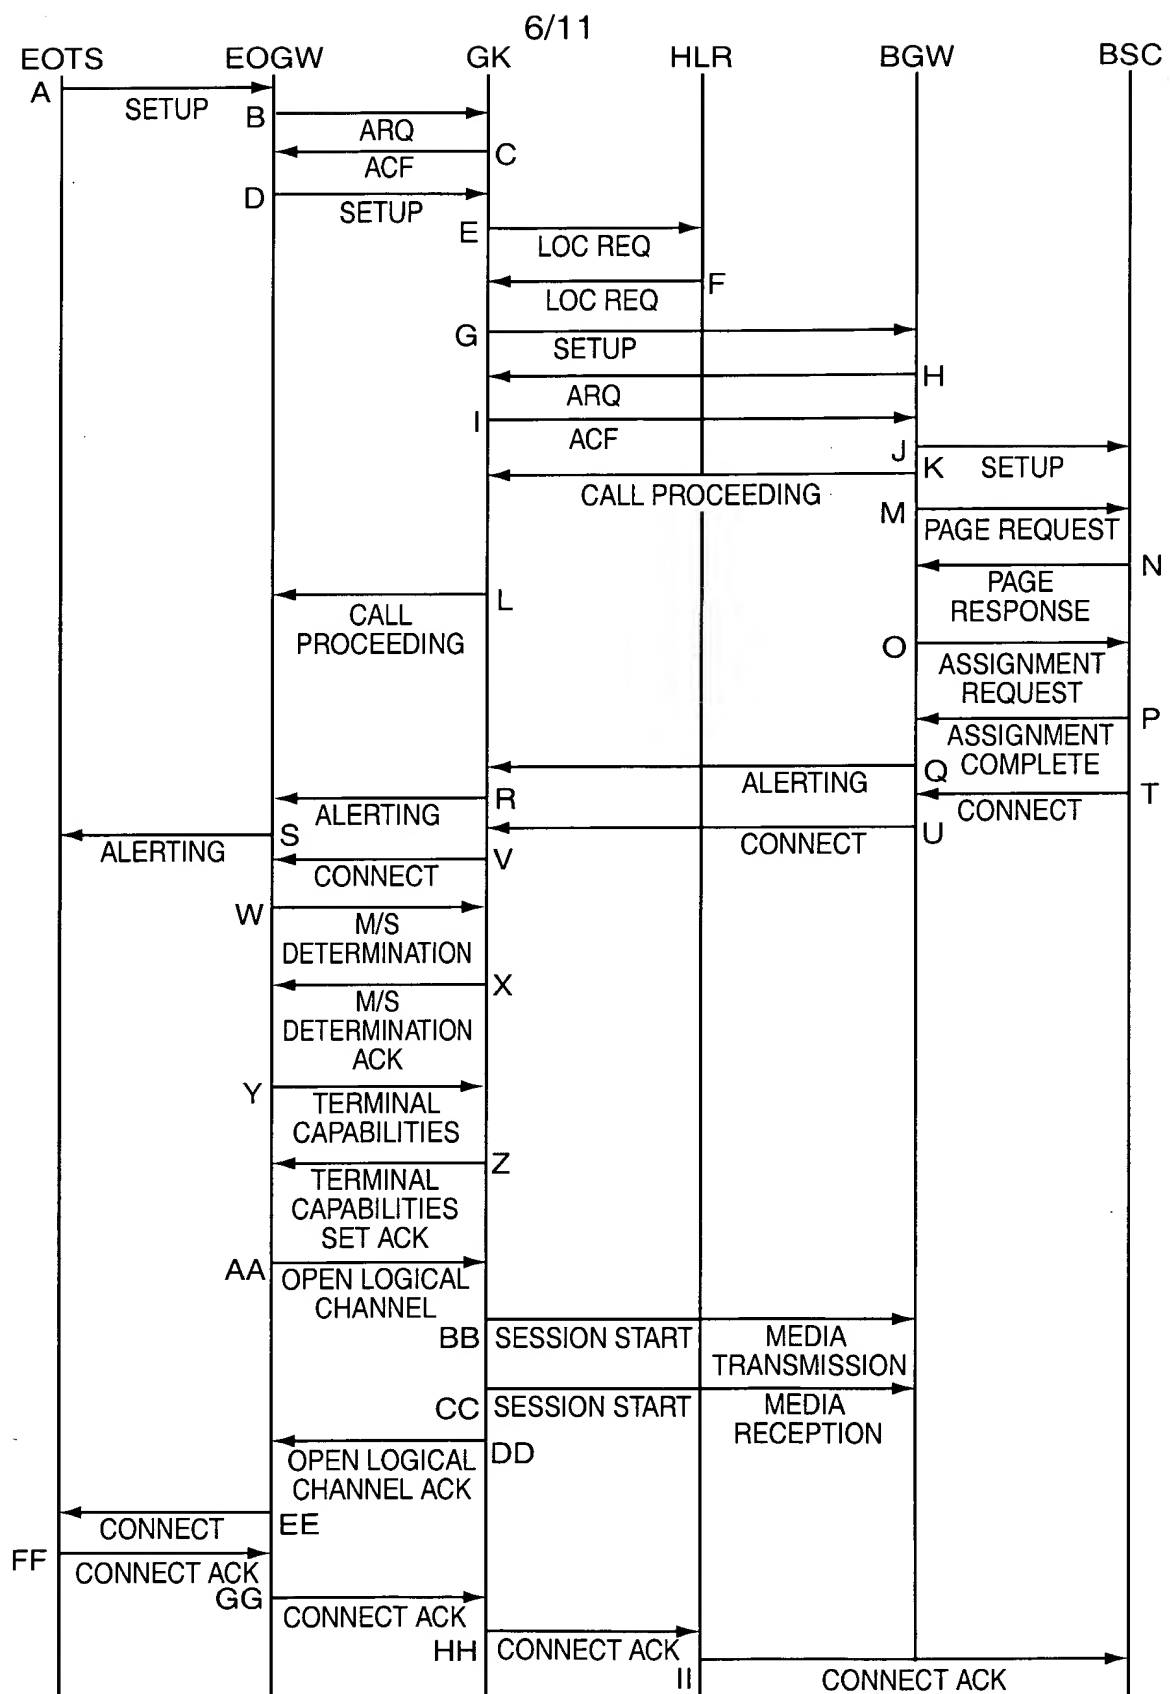 6/11
EOTS EOGW GK HLR BGW BSC
A
SETUP
B
ARQ
C
ACF
D
SETUP
E
LOC REQ
F
LOC REQ
G
SETUP
H
ARQ
I
ACF
J
SETUP
K
CALL PROCEEDING
M
PAGE REQUEST
N
PAGE
RESPONSE
L
CALL
PROCEEDING
O
ASSIGNMENT
REQUEST
P
ASSIGNMENT
COMPLETE
Q
ALERTING
R
ALERTING
T
CONNECT
S
ALERTING
U
CONNECT
V
CONNECT
W
M/S
DETERMINATION
X
M/S
DETERMINATION
ACK
Y
TERMINAL
CAPABILITIES
Z
TERMINAL
CAPABILITIES
SET ACK
AA
OPEN LOGICAL
CHANNEL
BB
SESSION START
MEDIA
TRANSMISSION
CC
SESSION START
MEDIA
RECEPTION
DD
OPEN LOGICAL
CHANNEL ACK
EE
CONNECT
FF
CONNECT ACK
GG
CONNECT ACK
HH
CONNECT ACK
II
CONNECT ACK